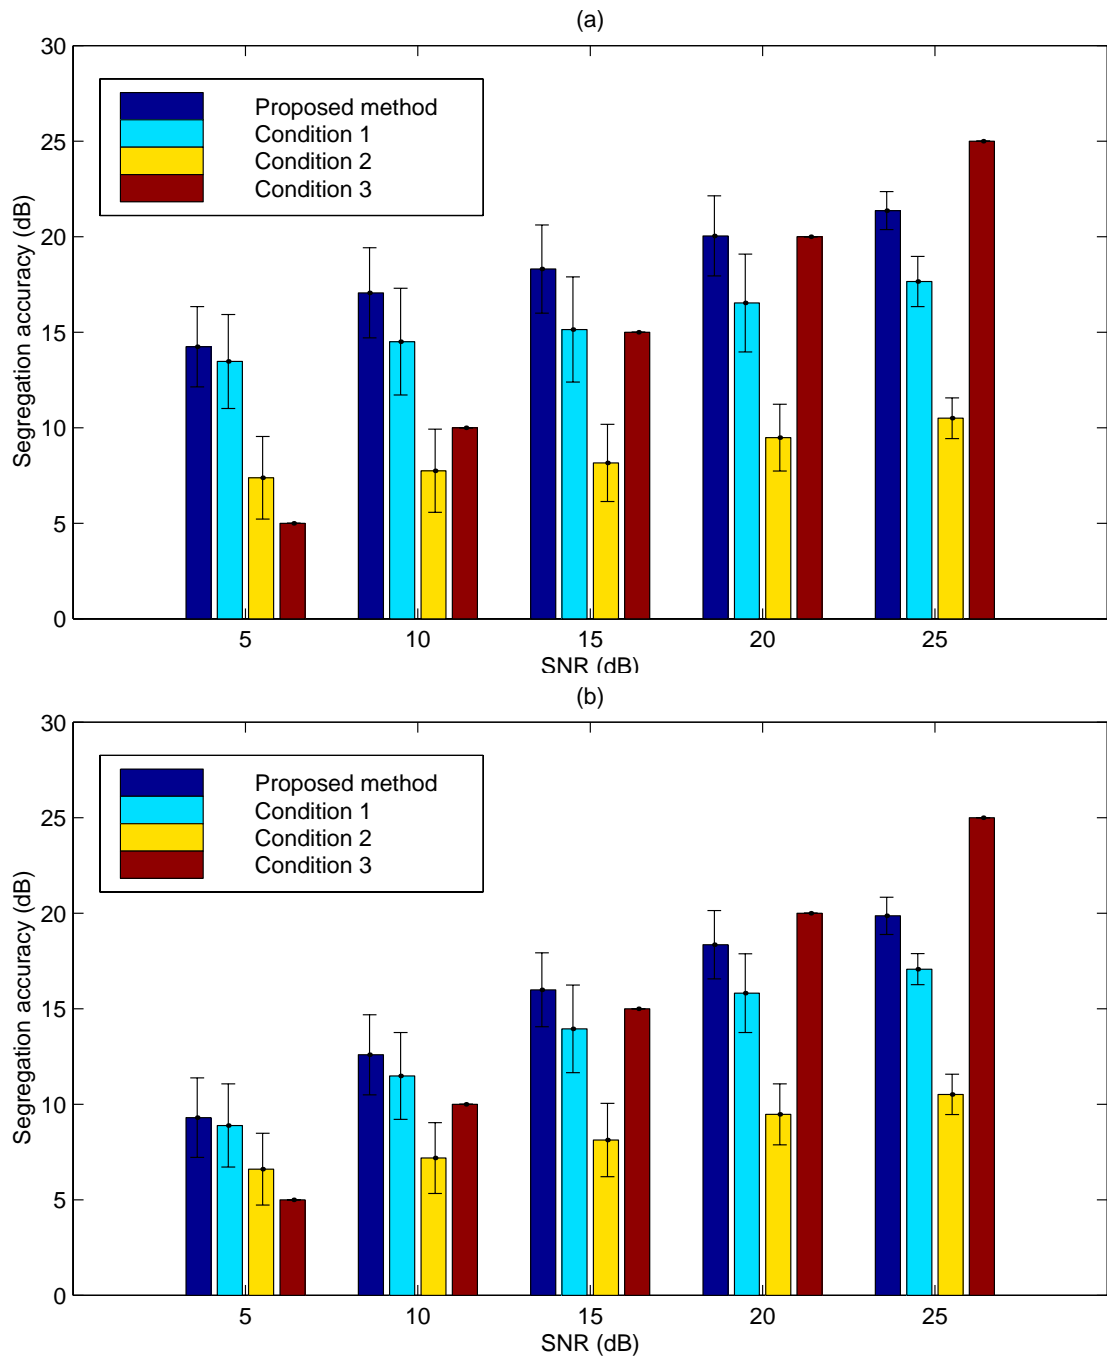 (a)
30
25
20
15
10
5
0
Segregation accuracy (dB)
Proposed method
Condition 1
Condition 2
Condition 3
5 10 15 20 25
SNR (dB)
(b)
30
25
20
15
10
5
0
Segregation accuracy (dB)
Proposed method
Condition 1
Condition 2
Condition 3
5 10 15 20 25
SNR (dB)